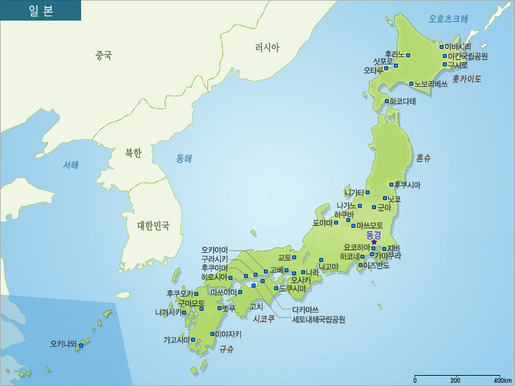 일 본
오호츠크해
러시아
중국
후라노
아바시리
삿포로
아칸국립공원
오타루
구시로
홋카이도
노보리베쓰
하코다테
북한
서해
동해
혼슈
대한민국
후쿠시마
니가타
닛코
나가노
군마
하쿠바
도야마
마쓰모토
동경
요코하마
지바
하코네
가마쿠라
이즈반도
오카야마
구라시키
교토
후쿠야마
고베
나라
나고야
히로시마
오사카
후쿠오카
마쓰야마
도쿠시마
구마모토
고치
다카마쓰
나가사키
벳푸
시코쿠
세토내해국립공원
미야자키
가고시마
규슈
오키나와
0
200
400km